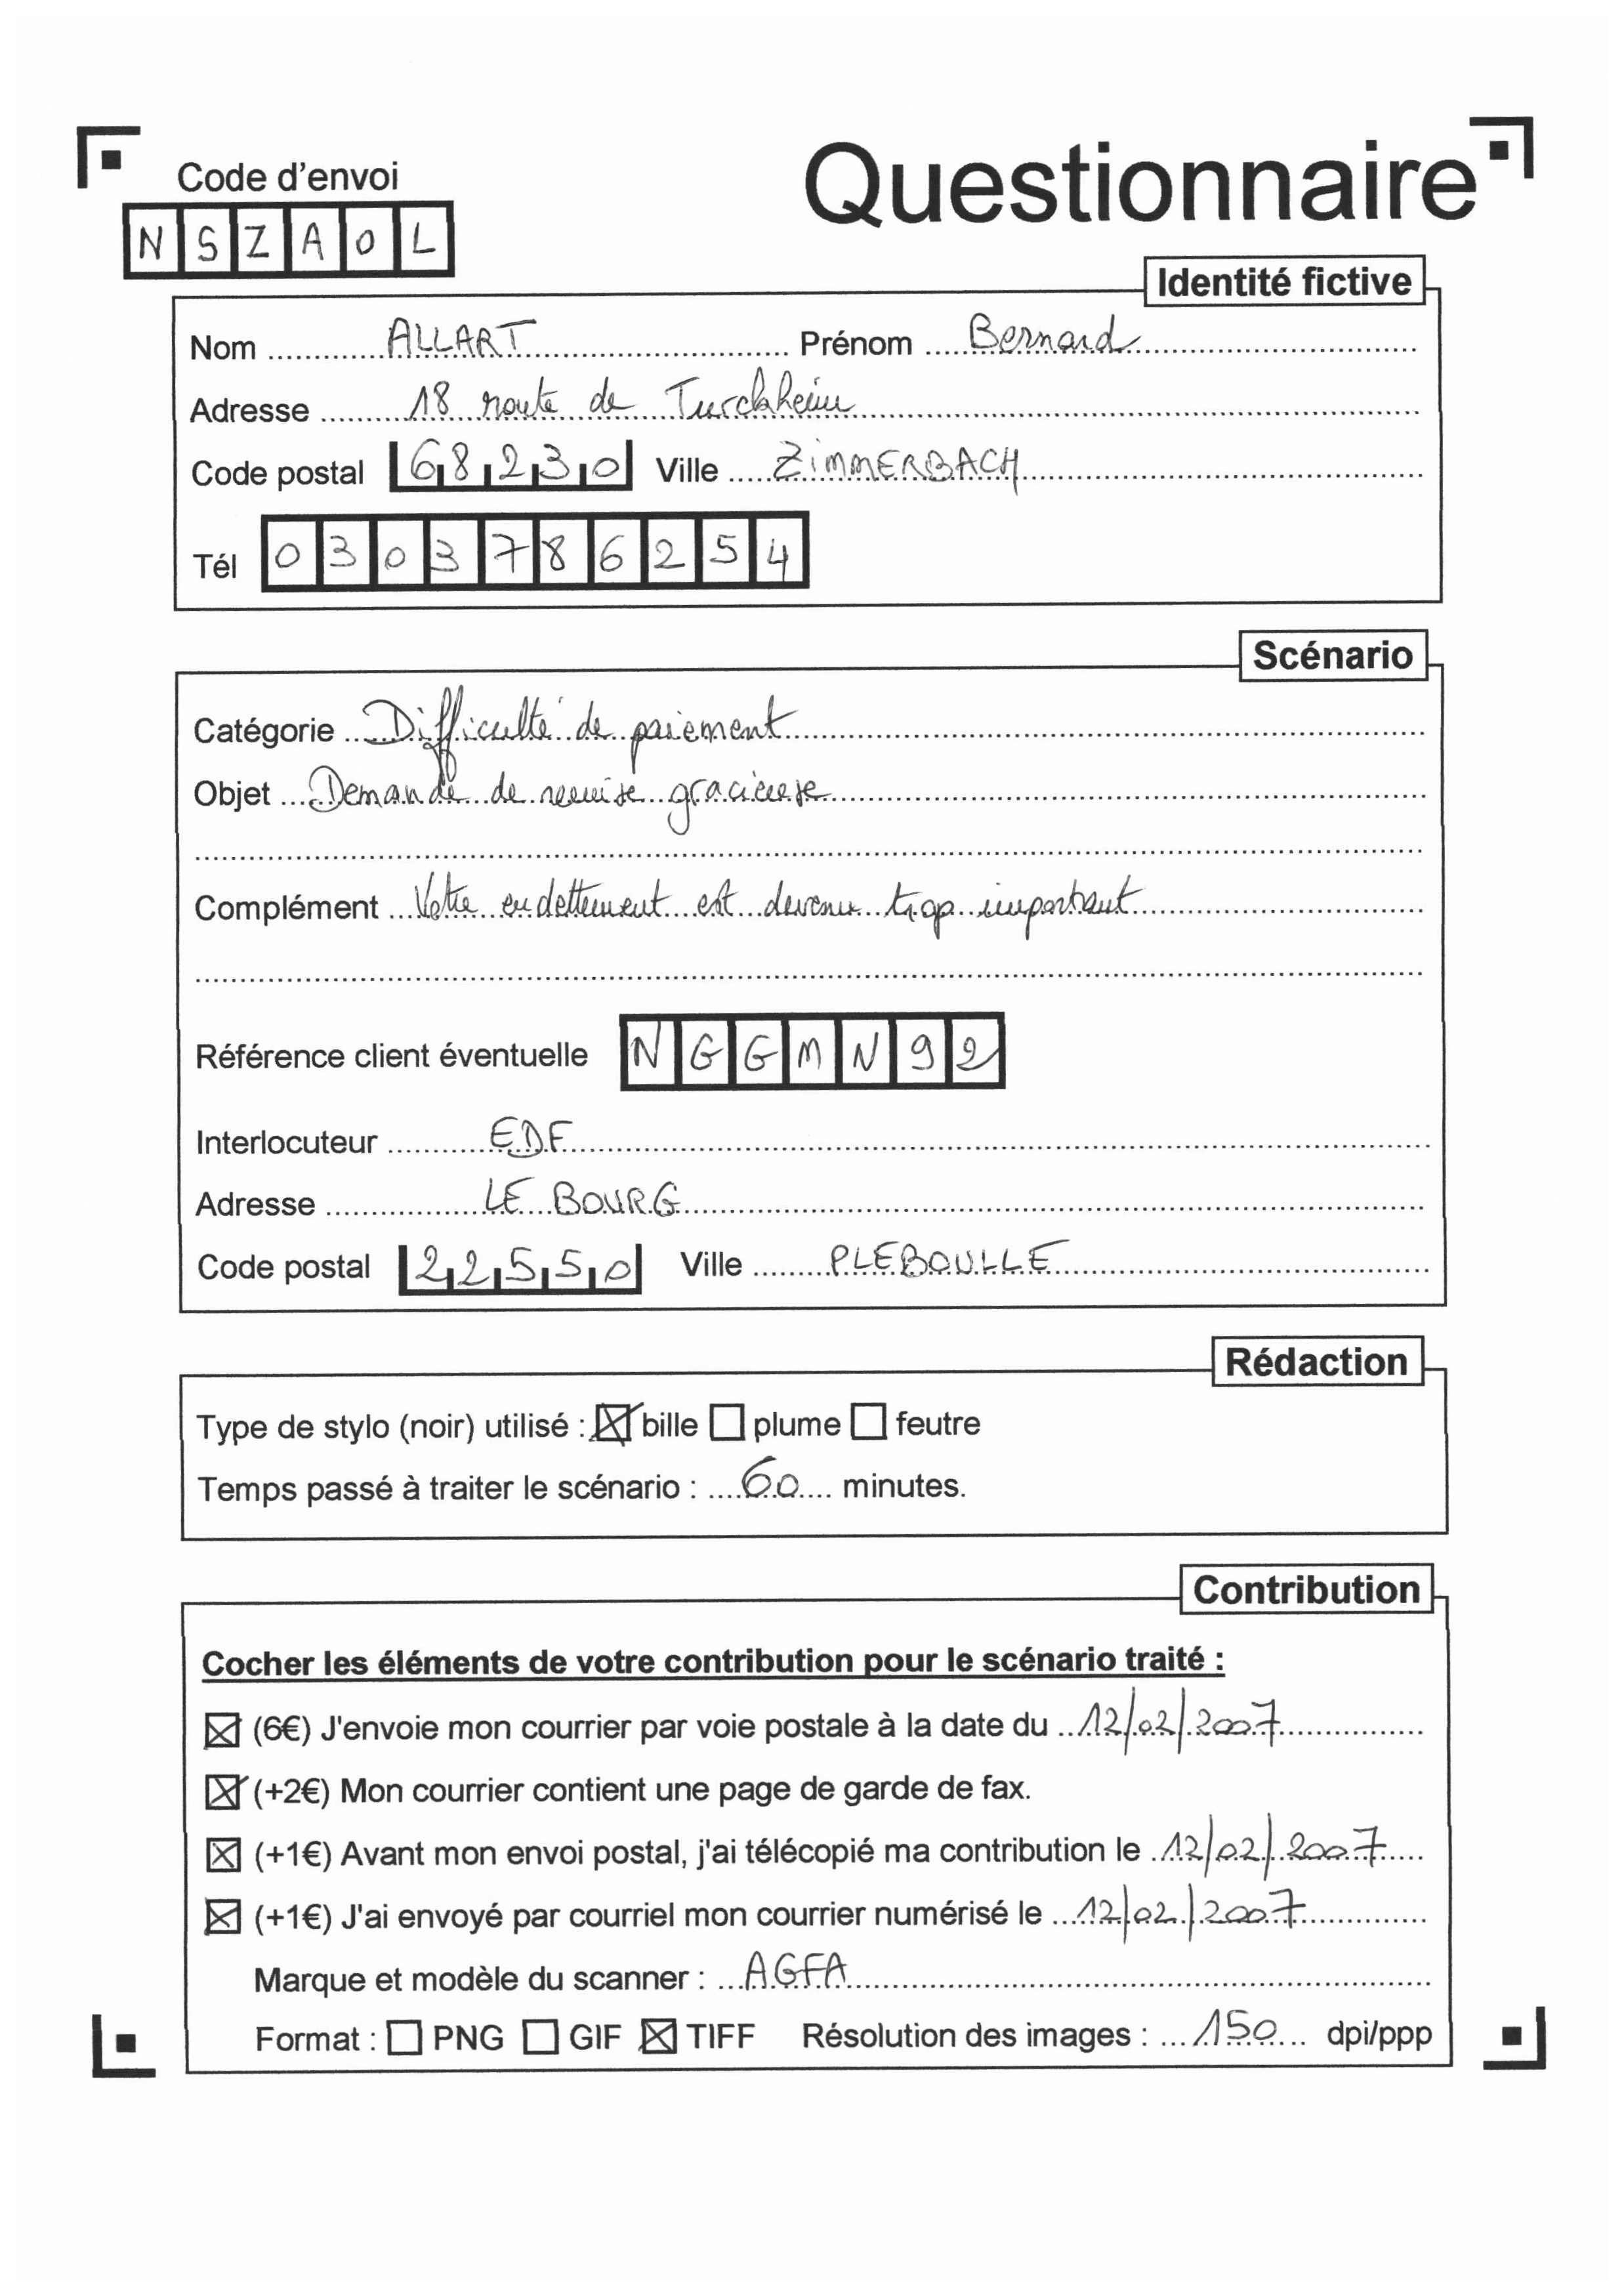 Code d'envoi
Questionnaire
N S Z A O L
Identité fictive
Nom ALLART Prénom Bernard
Adresse 18 route de Turckheim
Code postal 68230 Ville ZIMMERBACH
Tél 0303786254
Scénario
Catégorie Difficulté de paiement
Objet Demande de remise gracieuse
Complément Votre endettement est devenu trop important
Référence client éventuelle NGGMN92
Interlocuteur EDF
Adresse LE BOURG
Code postal 22550 Ville PLEBOULLE
Rédaction
Type de stylo (noir) utilisé : ☒ bille ☐ plume ☐ feutre
Temps passé à traiter le scénario : 60 minutes.
Contribution
Cocher les éléments de votre contribution pour le scénario traité :
☒ (6€) J'envoie mon courrier par voie postale à la date du 12/02/2007
☒ (+2€) Mon courrier contient une page de garde de fax.
☒ (+1€) Avant mon envoi postal, j'ai télécopié ma contribution le 12/02/2007
☒ (+1€) J'ai envoyé par courriel mon courrier numérisé le 12/02/2007
Marque et modèle du scanner : AGFA
Format : ☐ PNG ☐ GIF ☒ TIFF Résolution des images : 150 dpi/ppp